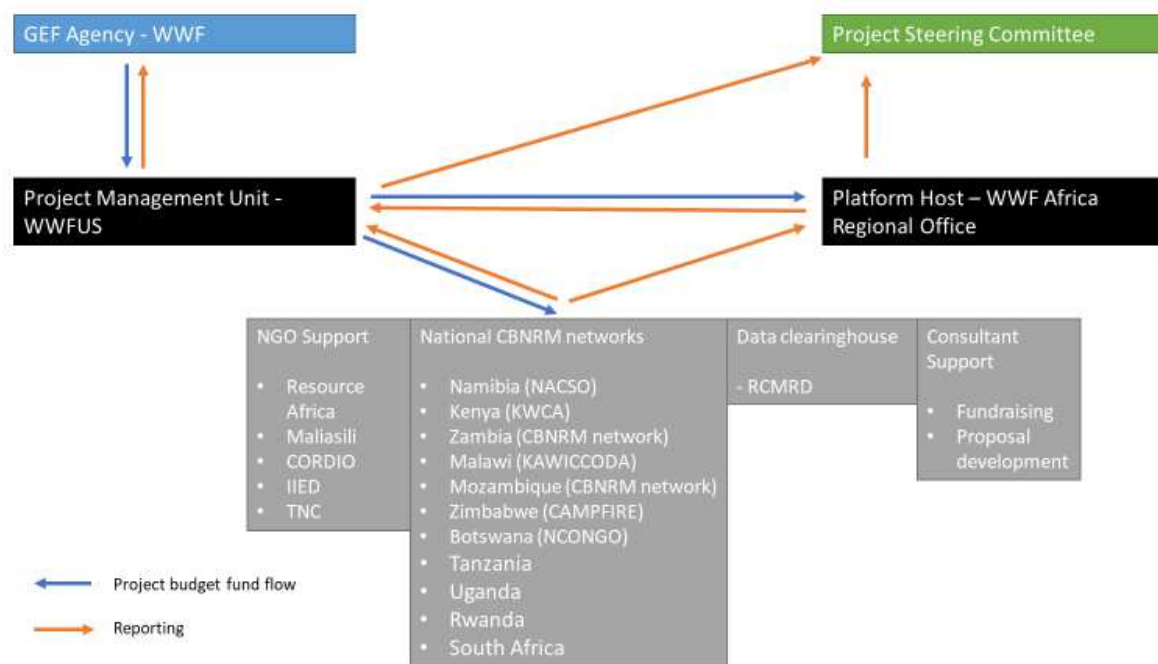 GEF Agency - WWF
Project Steering Committee
Project Management Unit -
WWFUS
Platform Host – WWF Africa
Regional Office
NGO Support
• Resource
Africa
• Maliasili
• CORDIO
• IIED
• TNC
National CBNRM networks
• Namibia (NACSO)
• Kenya (KWCA)
• Zambia (CBNRM network)
• Malawi (KAWICCODA)
• Mozambique (CBNRM network)
• Zimbabwe (CAMPFIRE)
• Botswana (NCONGO)
• Tanzania
• Uganda
• Rwanda
• South Africa
Data clearinghouse
- RCMRD
Consultant
Support
• Fundraising
• Proposal
development
Project budget fund flow
Reporting